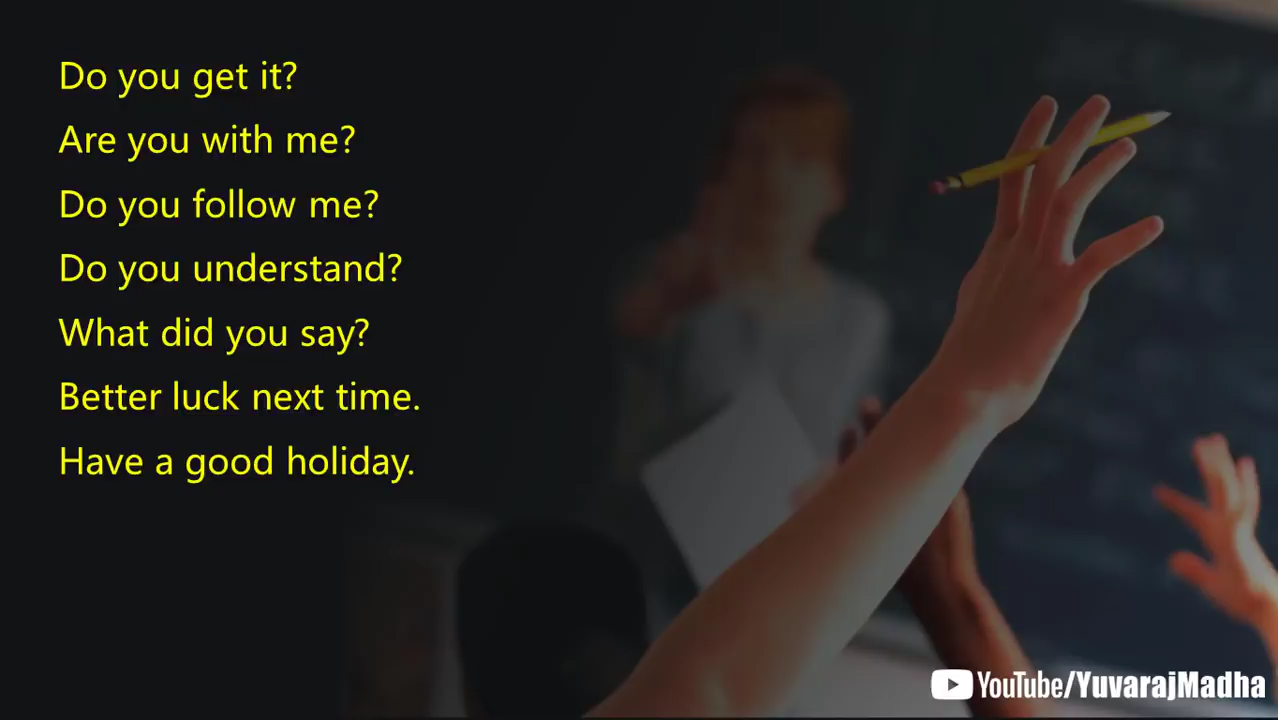 Do you get it?
Are you with me?
Do you follow me?
Do you understand?
What did you say?
Better luck next time.
Have a good holiday.
YouTube/YuvarajMadha